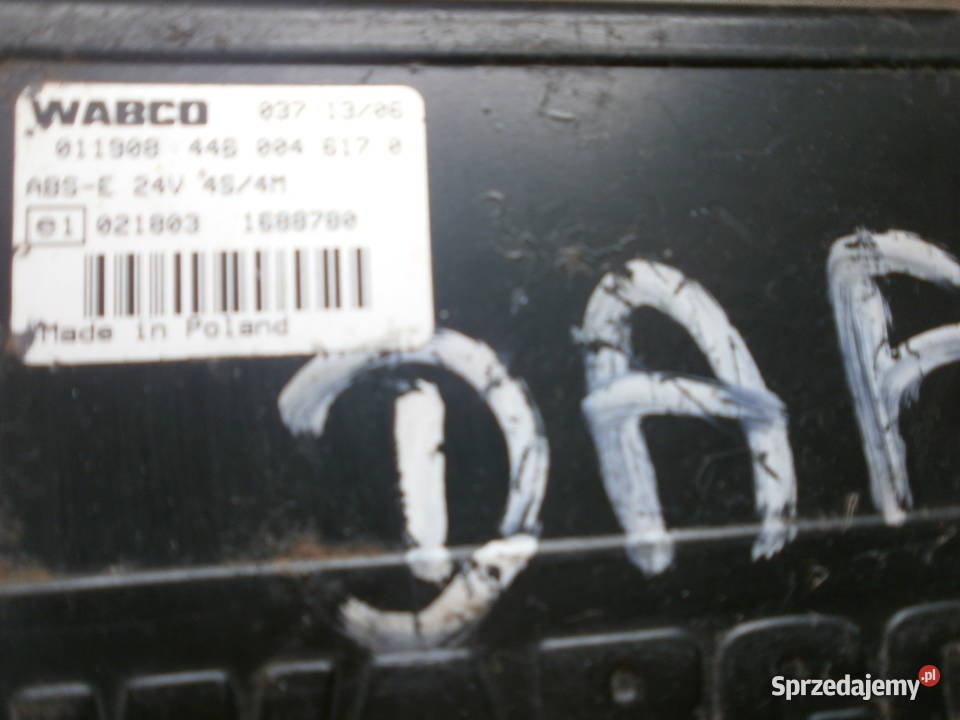 WABCO 037 13/06
011908 446 004 617 0
ABS-E 24V 4S/4M
e1 021803 1688780
Made in Poland
DAF
Sprzedajemy.pl